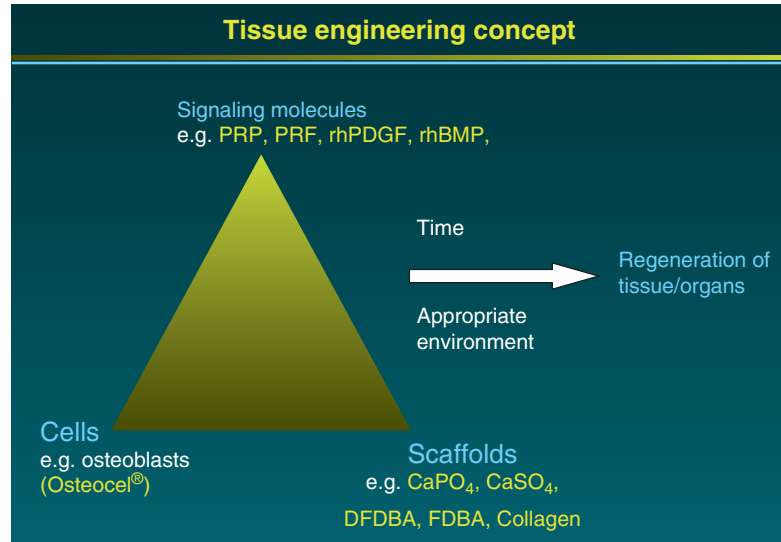 Tissue engineering concept
Signaling molecules
e.g. PRP, PRF, rhPDGF, rhBMP,
Time
Regeneration of
tissue/organs
Appropriate
environment
Cells
e.g. osteoblasts
(Osteocel®)
Scaffolds
e.g. CaPO₄, CaSO₄,
DFDBA, FDBA, Collagen